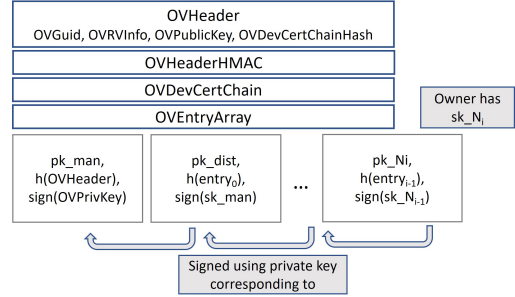 OVHeader
OVGuid, OVRVInfo, OVPublicKey, OVDevCertChainHash
OVHeaderHMAC
OVDevCertChain
OVEntryArray
Owner has
sk_Ni
pk_man,
h(OVHeader),
sign(OVPrivKey)
pk_dist,
h(entry0)
sign(sk_man)
...
pk_Ni,
h(entryi-1),
sign(sk_Ni-1)
Signed using private key
corresponding to